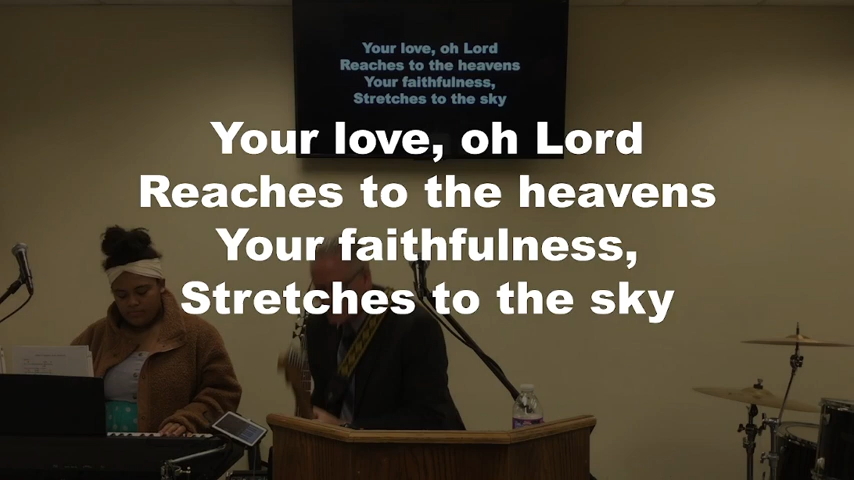 Your love, oh Lord
Reaches to the heavens
Your faithfulness,
Stretches to the sky
Your love, oh Lord
Reaches to the heavens
Your faithfulness,
Stretches to the sky